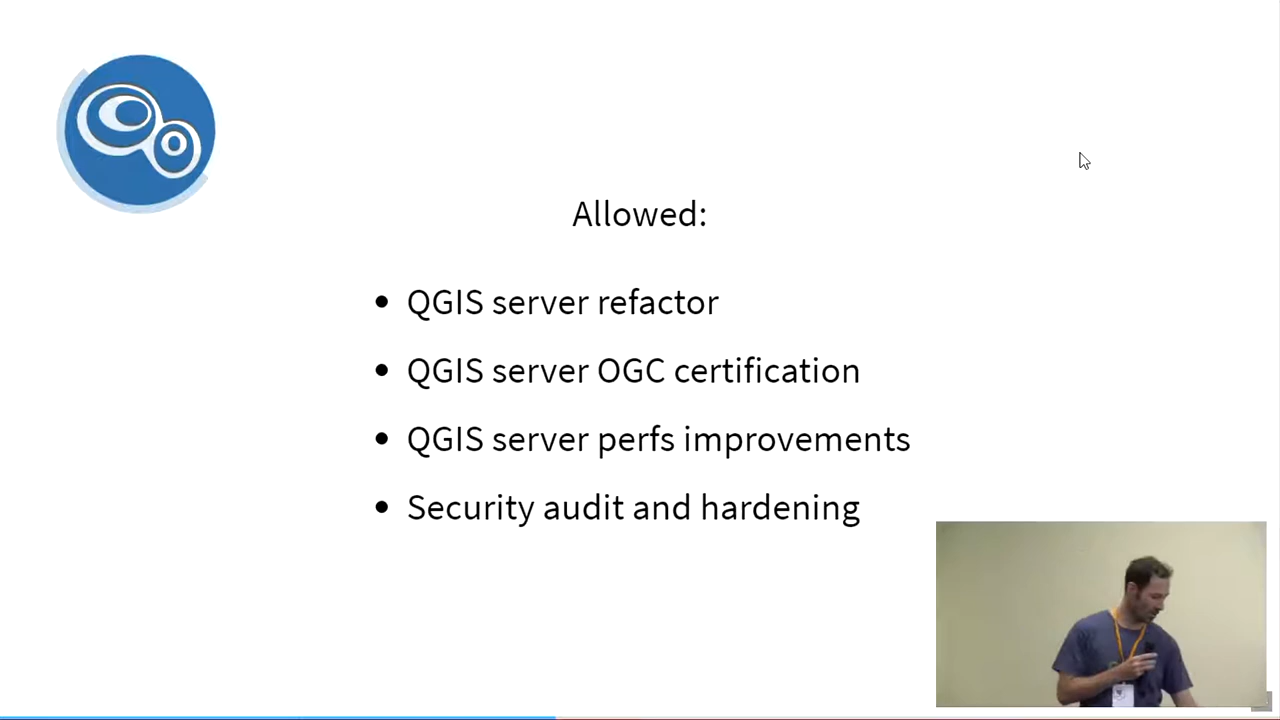 Allowed:
• QGIS server refactor
• QGIS server OGC certification
• QGIS server perfs improvements
• Security audit and hardening